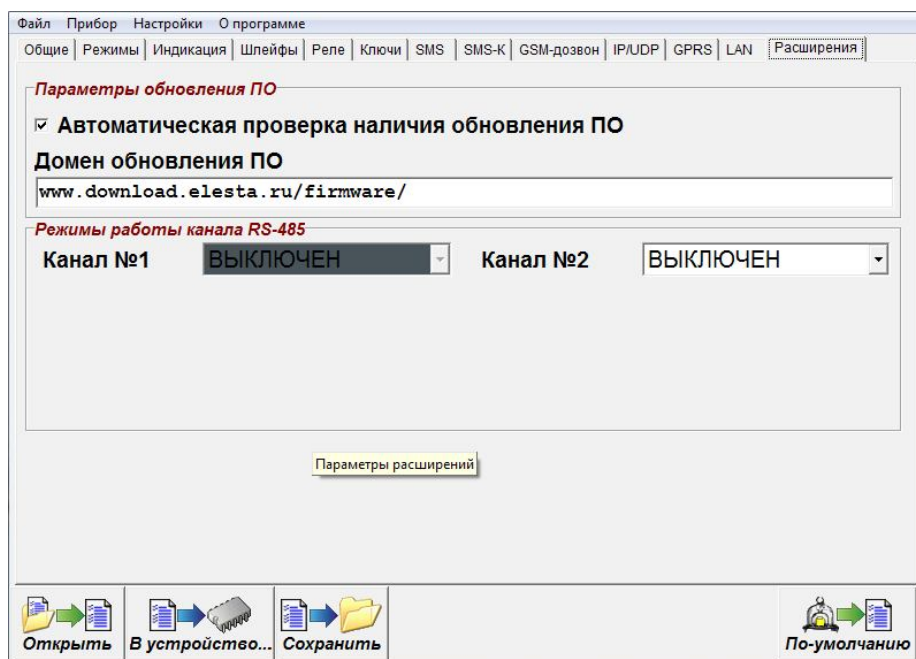 Файл Прибор Настройки О программе
Общие Режимы Индикация Шлейфы Реле Ключи SMS SMS-К GSM-дозвон IP/UDP GPRS LAN Расширения
Параметры обновления ПО
Автоматическая проверка наличия обновления ПО
Домен обновления ПО
www.download.elesta.ru/firmware/
Режимы работы канала RS-485
Канал №1 ВЫКЛЮЧЕН Канал №2 ВЫКЛЮЧЕН
Параметры расширений
Открыть В устройство... Сохранить По-умолчанию